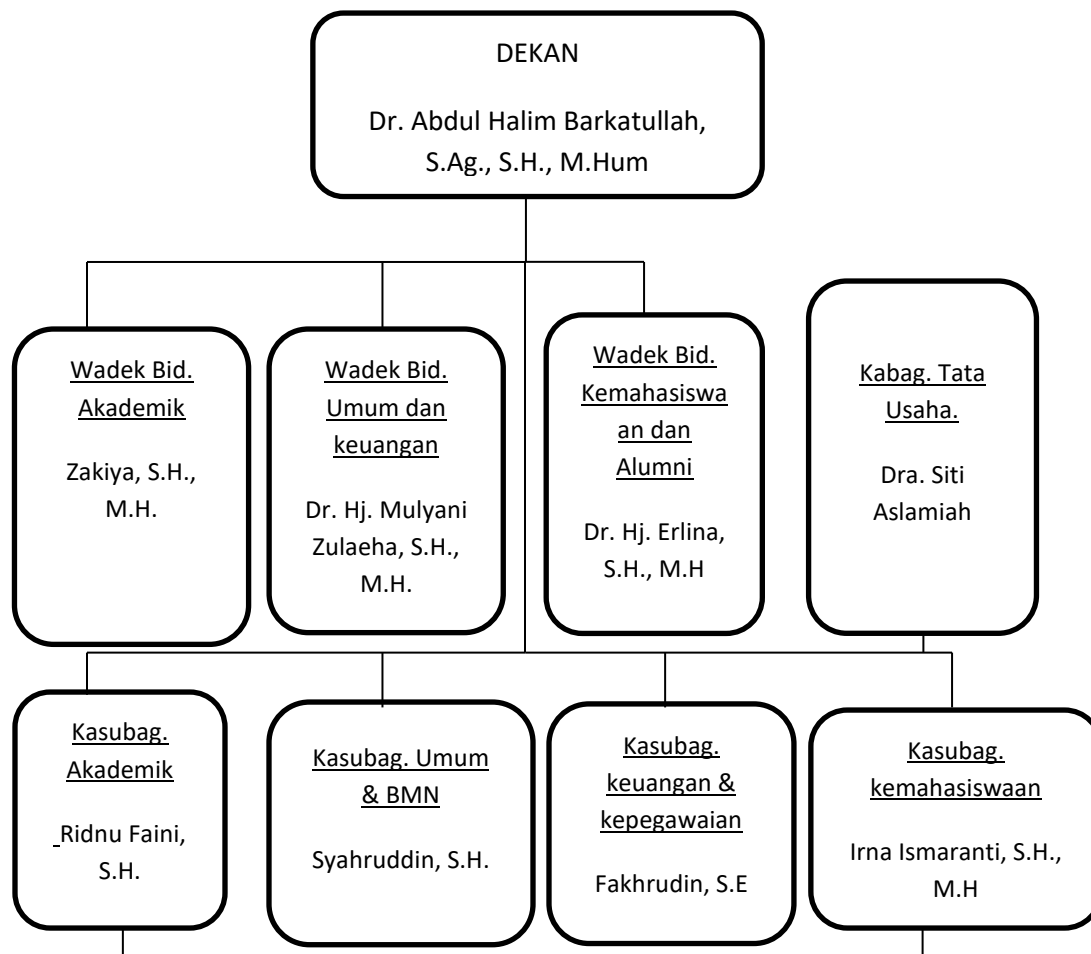 DEKAN
Dr. Abdul Halim Barkatullah,
S.Ag., S.H., M.Hum
Wadek Bid.
Akademik
Zakiya, S.H.,
M.H.
Wadek Bid.
Umum dan
keuangan
Dr. Hj. Mulyani
Zulaeha, S.H.,
M.H.
Wadek Bid.
Kemahasiswa
an dan
Alumni
Dr. Hj. Erlina,
S.H., M.H
Kabag. Tata
Usaha.
Dra. Siti
Aslamiah
Kasubag.
Akademik
Ridnu Faini,
S.H.
Kasubag. Umum
& BMN
Syahruddin, S.H.
Kasubag.
keuangan &
kepegawaian
Fakhrudin, S.E
Kasubag.
kemahasiswaan
Irna Ismaranti, S.H.,
M.H